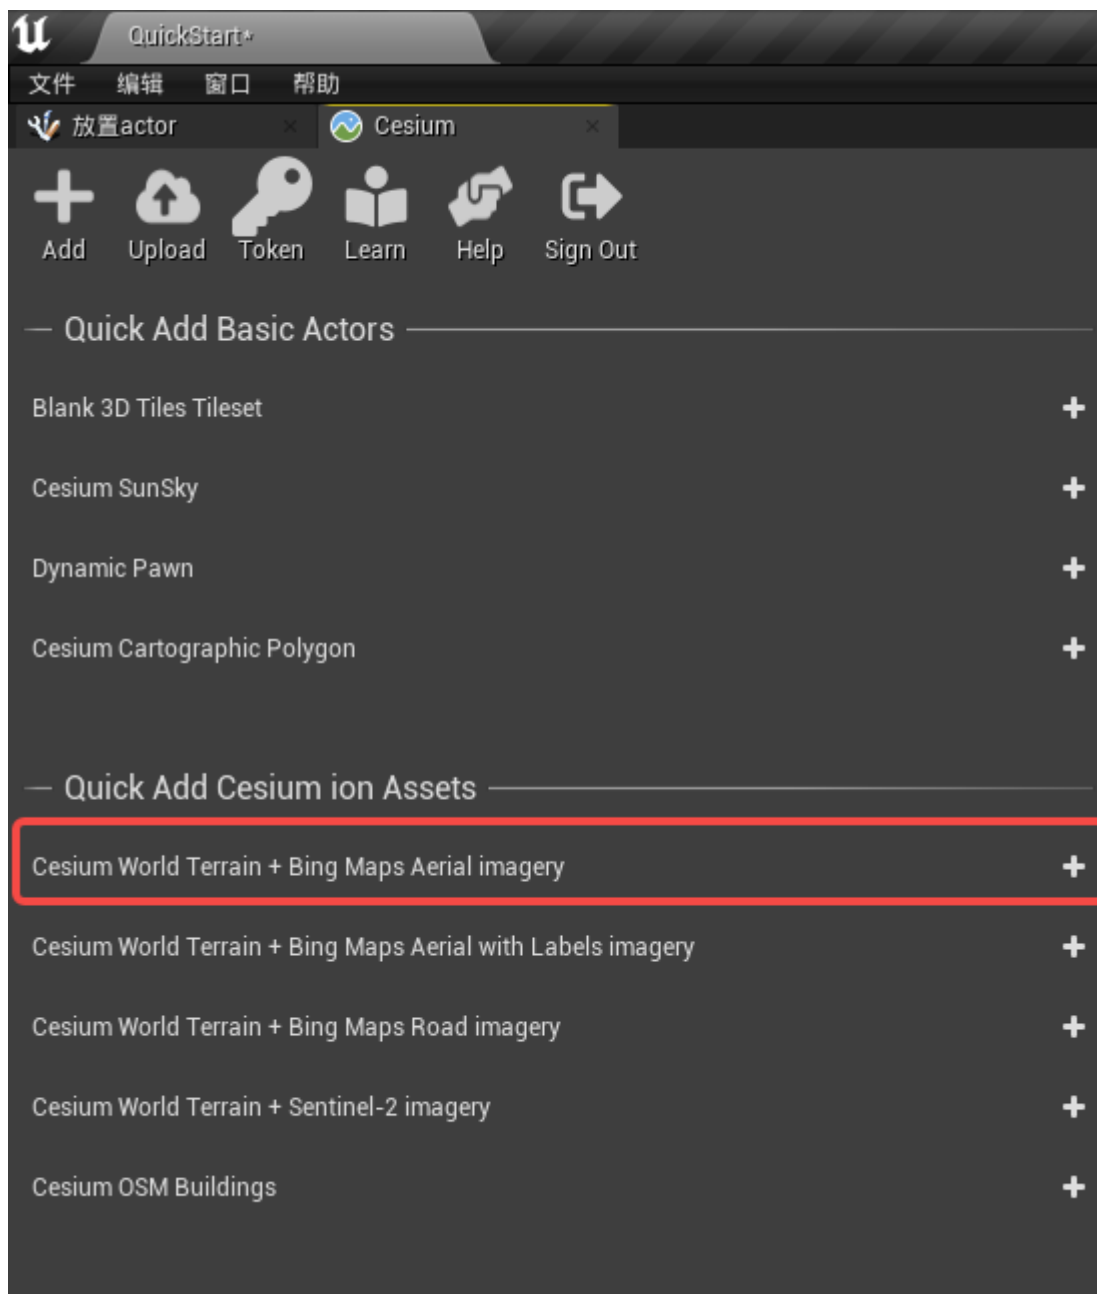 QuickStart*
文件 编辑 窗口 帮助
放置actor Cesium
Add Upload Token Learn Help Sign Out
Quick Add Basic Actors
Blank 3D Tiles Tileset
Cesium SunSky
Dynamic Pawn
Cesium Cartographic Polygon
Quick Add Cesium ion Assets
Cesium World Terrain + Bing Maps Aerial imagery
Cesium World Terrain + Bing Maps Aerial with Labels imagery
Cesium World Terrain + Bing Maps Road imagery
Cesium World Terrain + Sentinel-2 imagery
Cesium OSM Buildings